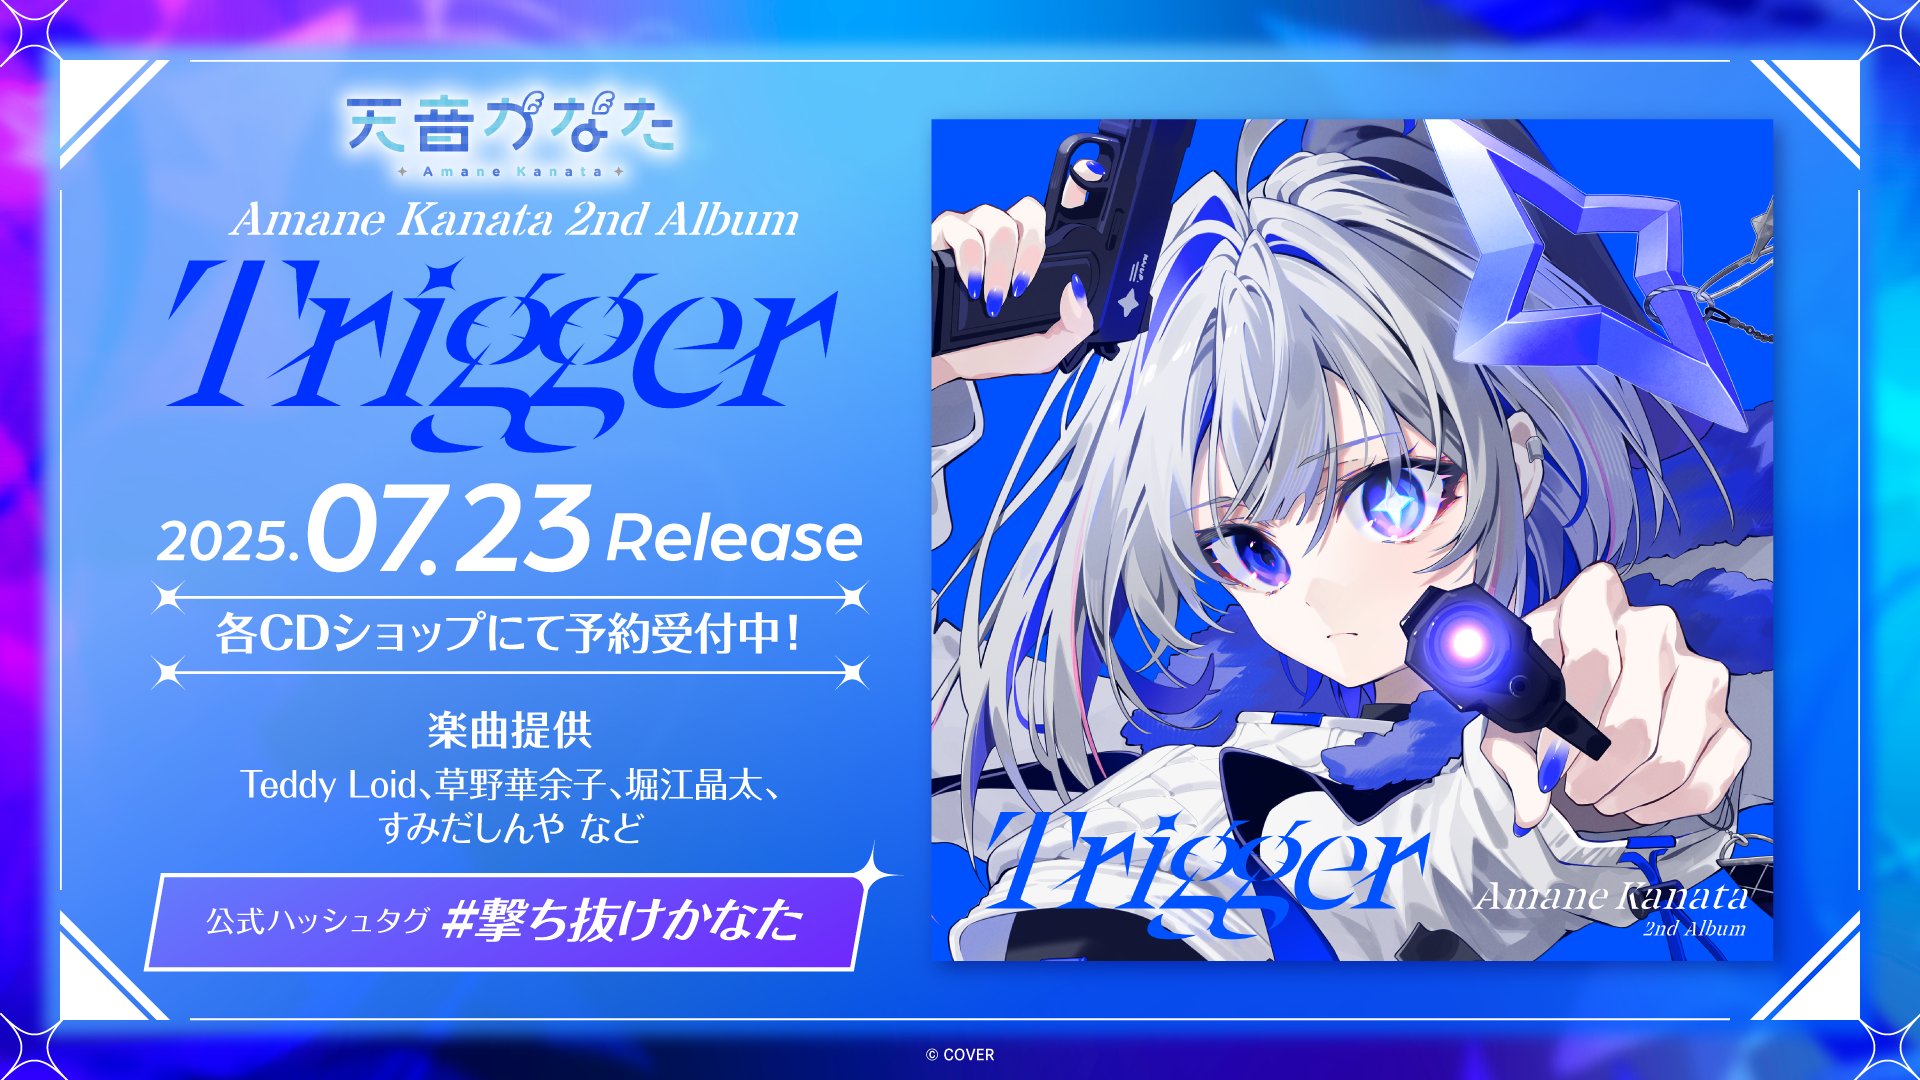 天音かなた
Amane Kanata
Amane Kanata 2nd Album
Trigger
2025.07.23 Release
各CDショップにて予約受付中！
楽曲提供
Teddy Loid、草野華余子、堀江晶太、
すみだしんや など
公式ハッシュタグ #撃ち抜けかなた
Trigger
Amane Kanata
2nd Album
© COVER